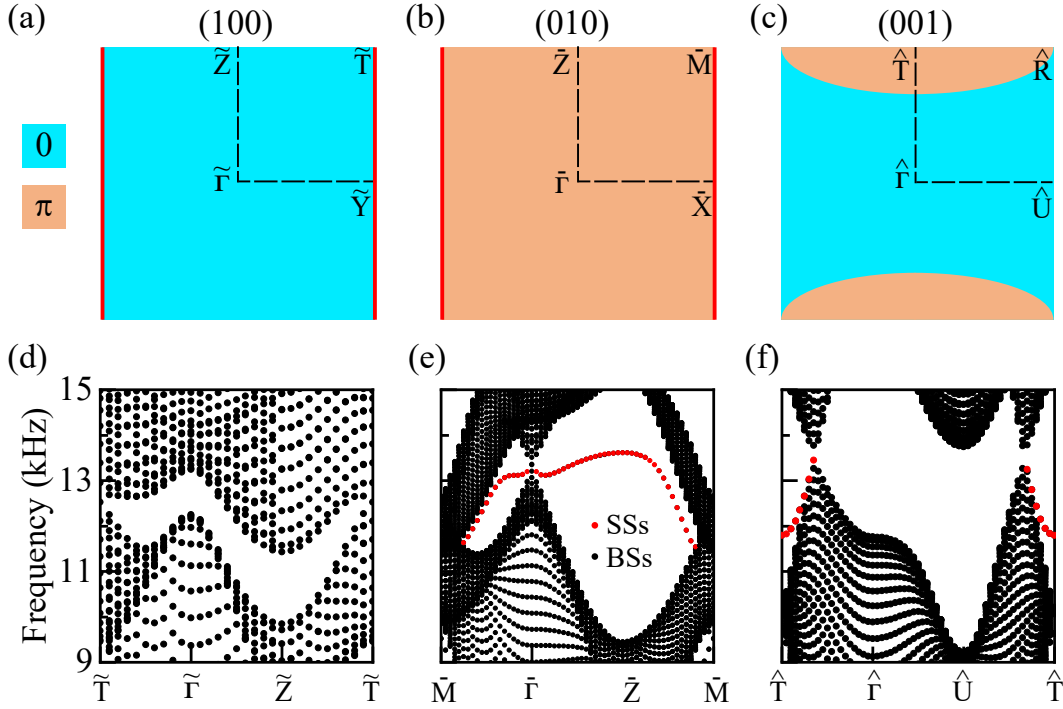 (a) (100) (b) (010) (c) (001)
Z̃ T̃ Z̄ M̄ T̂ R̂
0
Γ̃ Γ̄ Γ̂
π
Ỹ X̄ Û
(d) (e) (f)
15
13
SSs
BSs
11
9
Frequency (kHz)
T̃ Γ̃ Z̃ T̃ M̄ Γ̄ Z̄ M̄ T̂ Γ̂ Û T̂